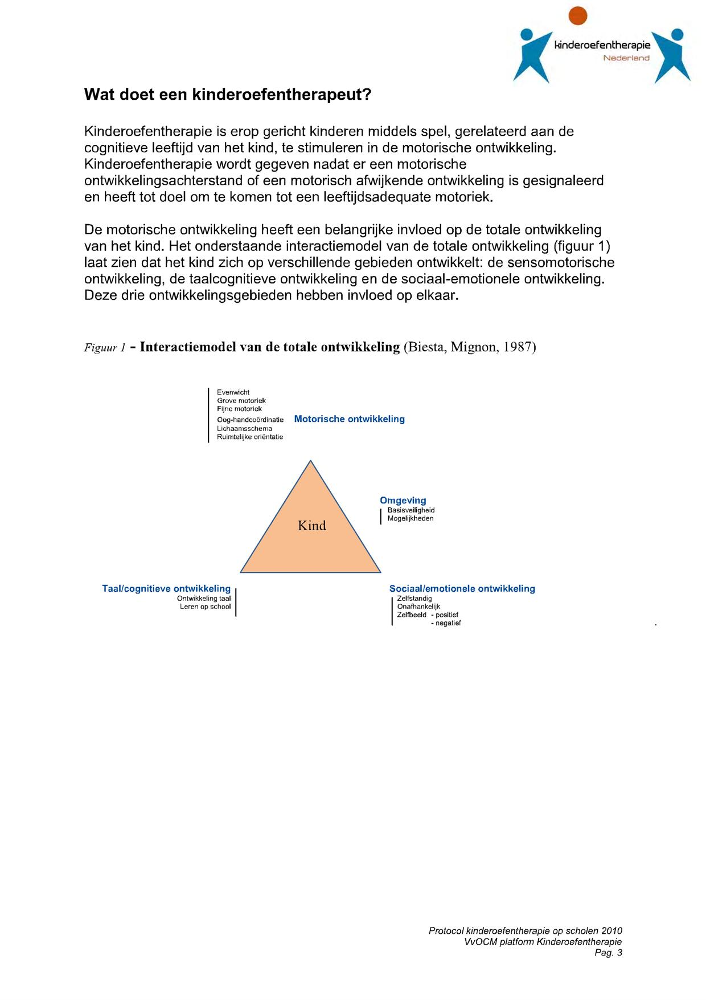 kinderoefentherapie
Nederland
Wat doet een kinderoefentherapeut?
Kinderoefentherapie is erop gericht kinderen middels spel, gerelateerd aan de
cognitieve leeftijd van het kind, te stimuleren in de motorische ontwikkeling.
Kinderoefentherapie wordt gegeven nadat er een motorische
ontwikkelingsachterstand of een motorisch afwijkende ontwikkeling is gesignaleerd
en heeft tot doel om te komen tot een leeftijdsadequate motoriek.
De motorische ontwikkeling heeft een belangrijke invloed op de totale ontwikkeling
van het kind. Het onderstaande interactiemodel van de totale ontwikkeling (figuur 1)
laat zien dat het kind zich op verschillende gebieden ontwikkelt: de sensomotorische
ontwikkeling, de taalcognitieve ontwikkeling en de sociaal-emotionele ontwikkeling.
Deze drie ontwikkelingsgebieden hebben invloed op elkaar.
Figuur 1 - Interactiemodel van de totale ontwikkeling (Biesta, Mignon, 1987)
Evenwicht
Grove motoriek
Fijne motoriek
Oog-handcoördinatie Motorische ontwikkeling
Lichaamsschema
Ruimtelijke oriëntatie
Omgeving
Basisveiligheid
Mogelijkheden
Kind
Taal/cognitieve ontwikkeling
Ontwikkeling taal
Leren op school
Sociaal/emotionele ontwikkeling
Zelfstandig
Onafhankelijk
Zelfbeeld - positief
- negatief
.
Protocol kinderoefentherapie op scholen 2010
VvOCM platform Kinderoefentherapie
Pag. 3